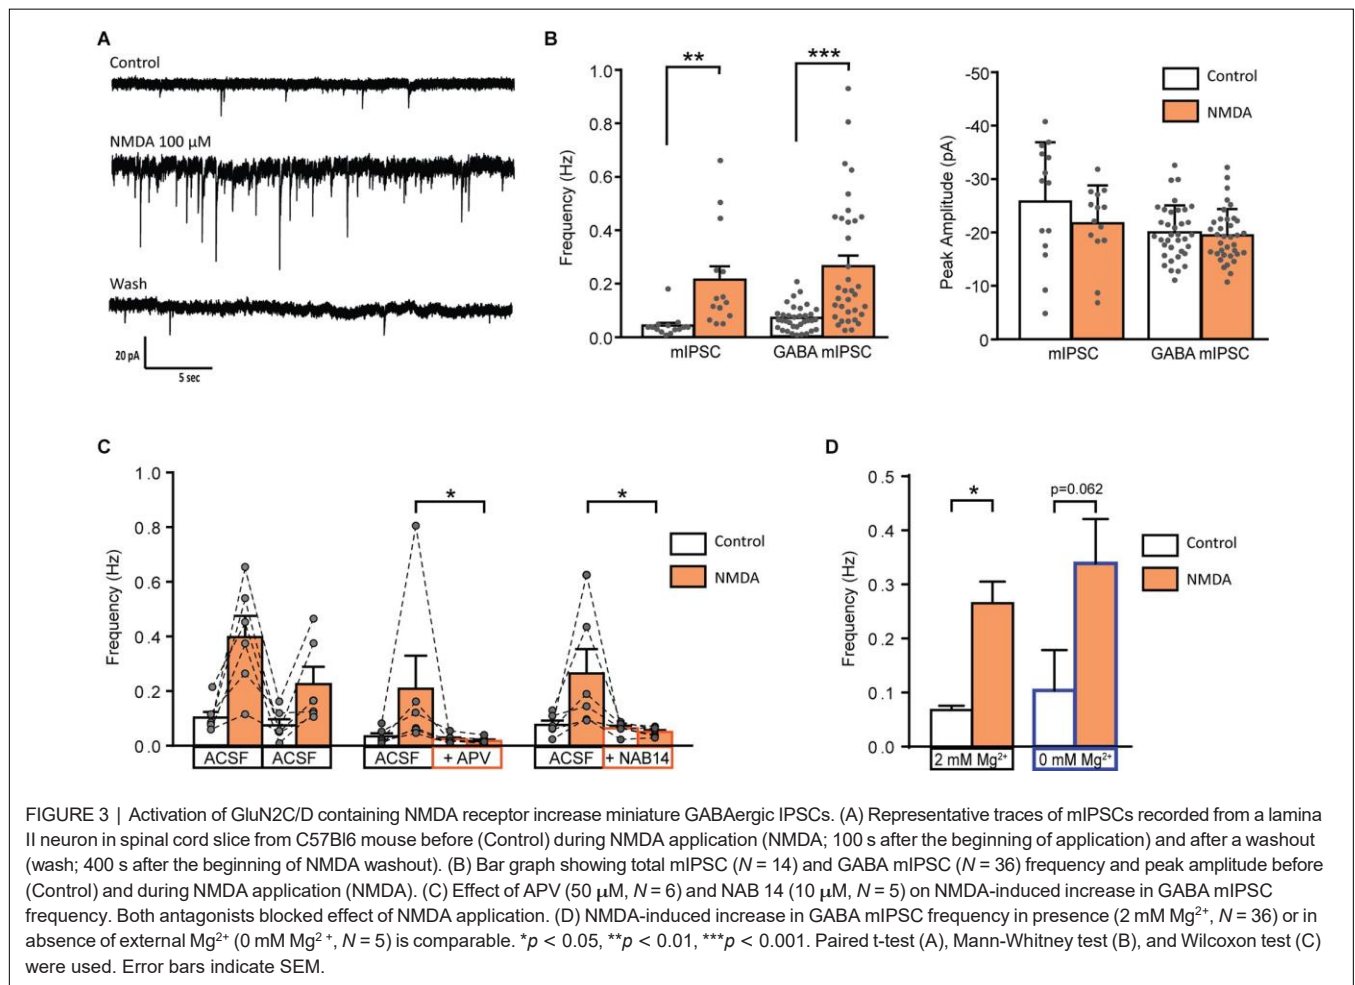 A
Control
NMDA 100 µM
Wash
20 pA
5 sec
B
Frequency (Hz)
1.0
0.8
0.6
0.4
0.2
0.0
**
***
mIPSC
GABA mIPSC
Peak Amplitude (pA)
-50
-40
-30
-20
-10
0
mIPSC
GABA mIPSC
Control
NMDA
C
Frequency (Hz)
1.0
0.8
0.6
0.4
0.2
0.0
*
*
ACSF
ACSF
ACSF
+ APV
ACSF
+ NAB14
Control
NMDA
D
Frequency (Hz)
0.5
0.4
0.3
0.2
0.1
0.0
*
p=0.062
2 mM Mg²⁺
0 mM Mg²⁺
Control
NMDA
FIGURE 3 | Activation of GluN2C/D containing NMDA receptor increase miniature GABAergic IPSCs. (A) Representative traces of mIPSCs recorded from a lamina
II neuron in spinal cord slice from C57Bl6 mouse before (Control) during NMDA application (NMDA; 100 s after the beginning of application) and after a washout
(wash; 400 s after the beginning of NMDA washout). (B) Bar graph showing total mIPSC (N = 14) and GABA mIPSC (N = 36) frequency and peak amplitude before
(Control) and during NMDA application (NMDA). (C) Effect of APV (50 µM, N = 6) and NAB 14 (10 µM, N = 5) on NMDA-induced increase in GABA mIPSC
frequency. Both antagonists blocked effect of NMDA application. (D) NMDA-induced increase in GABA mIPSC frequency in presence (2 mM Mg²⁺, N = 36) or in
absence of external Mg²⁺ (0 mM Mg² ⁺, N = 5) is comparable. *p < 0.05, **p < 0.01, ***p < 0.001. Paired t-test (A), Mann-Whitney test (B), and Wilcoxon test (C)
were used. Error bars indicate SEM.